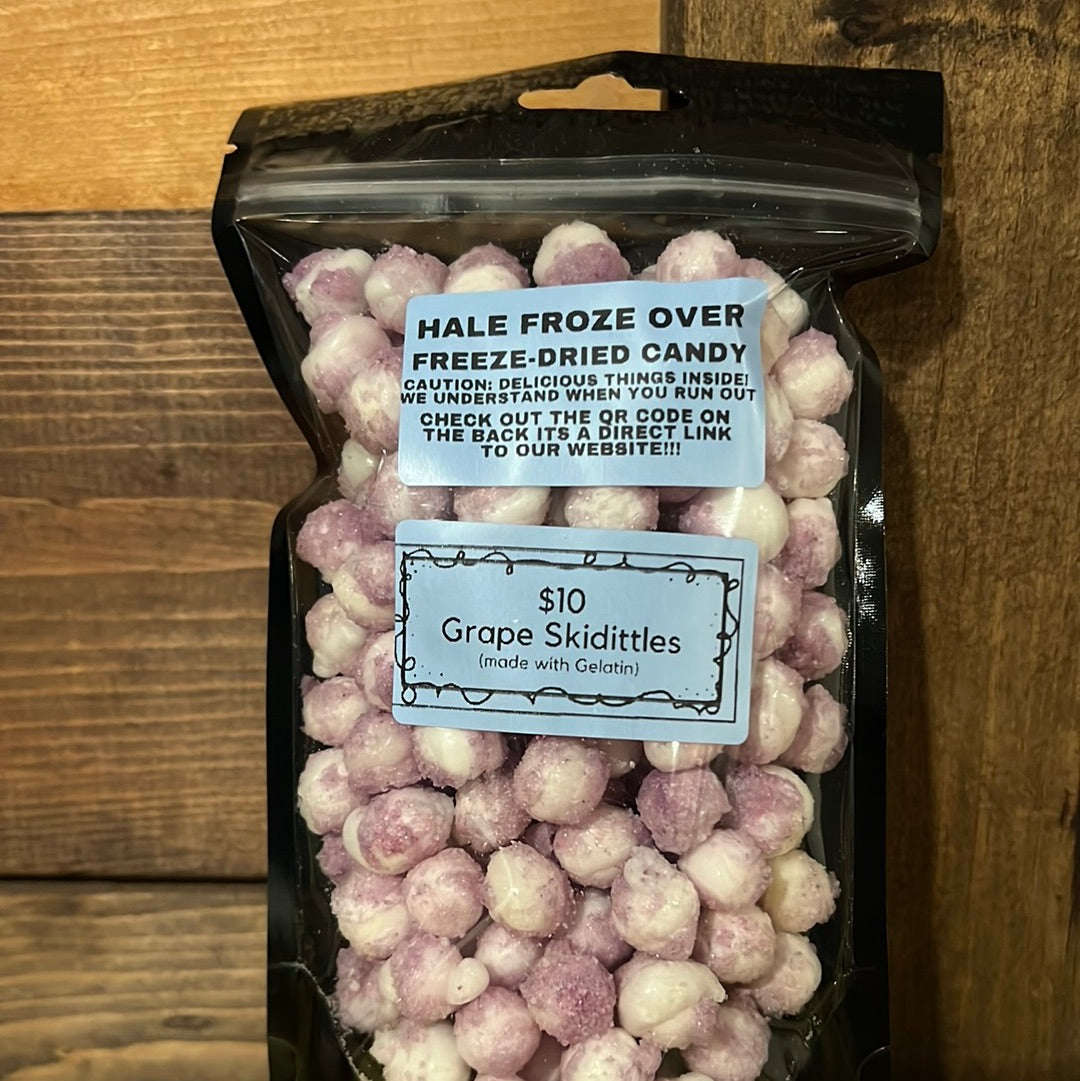 HALE FROZE OVER
FREEZE-DRIED CANDY
CAUTION: DELICIOUS THINGS INSIDE!
WE UNDERSTAND WHEN YOU RUN OUT
CHECK OUT THE QR CODE ON
THE BACK ITS A DIRECT LINK
TO OUR WEBSITE!!!
$10
Grape Skidittles
(made with Gelatin)